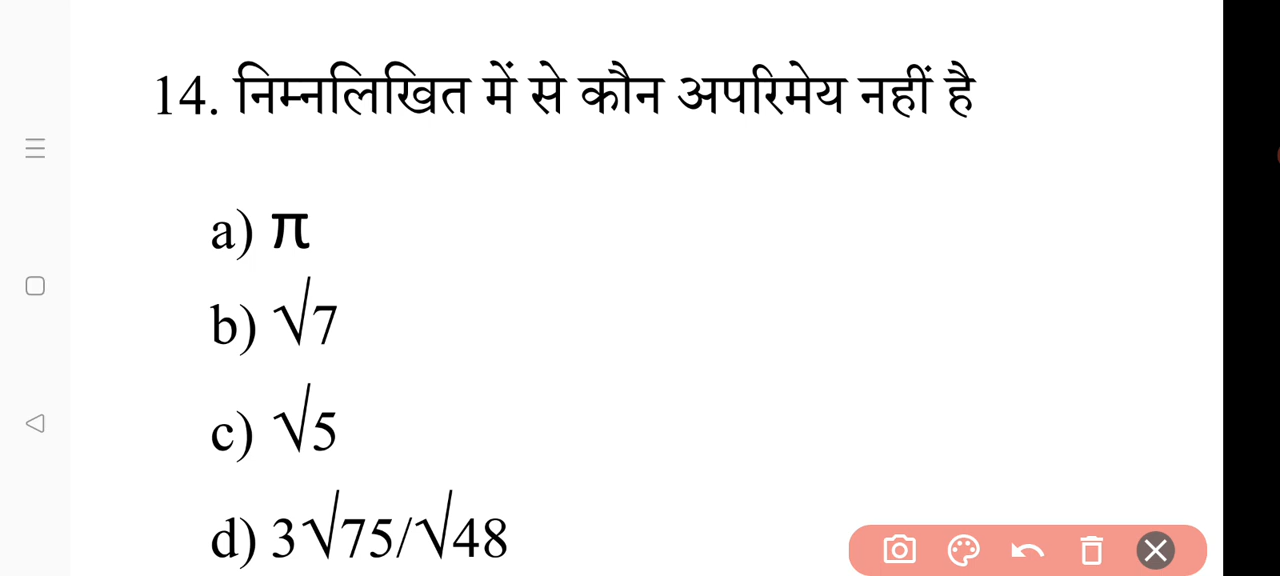 14. निम्नलिखित में से कौन अपरिमेय नहीं है
a) π
b) √7
c) √5
d) 3√75/√48